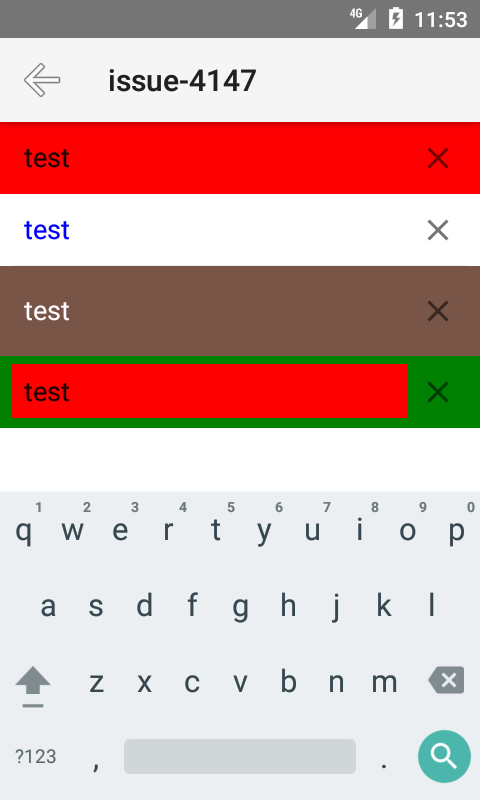 4G 11:53
issue-4147
test
test
test
test
1 2 3 4 5 6 7 8 9 0
q w e r t y u i o p
a s d f g h j k l
z x c v b n m
?123 , .